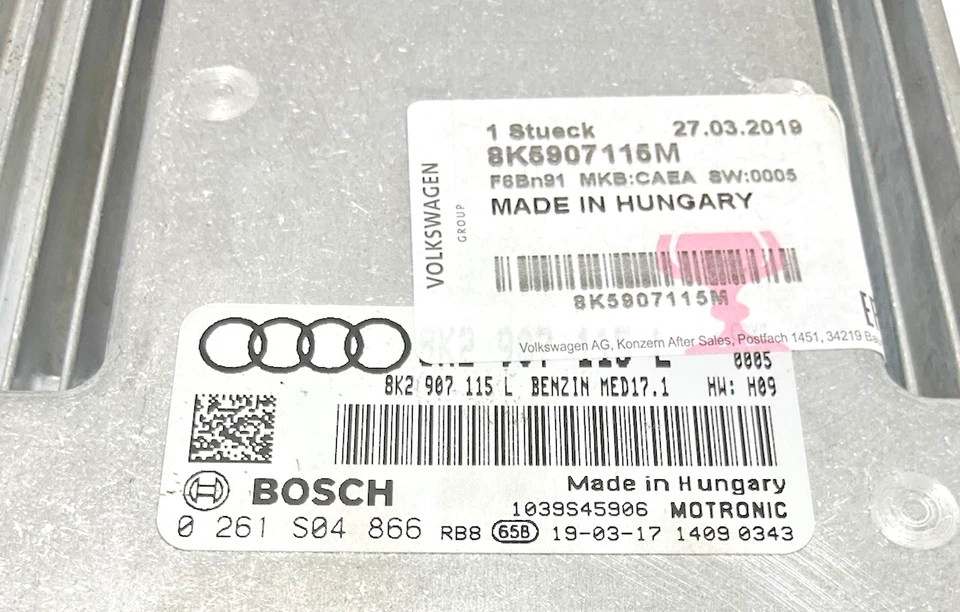 1 Stueck 27.03.2019
8K5907115M
F6Bn91 MKB:CAEA SW:0005
MADE IN HUNGARY
VOLKSWAGEN
GROUP
8K5907115M
Volkswagen AG, Konzern After Sales, Postfach 1451, 34219
0005
8K2 907 115 L BENZIN MED17.1 HW: H09
BOSCH
Made in Hungary
1039S45906 MOTRONIC
0 261 S04 866 RB8 65B 19-03-17 1409 0343